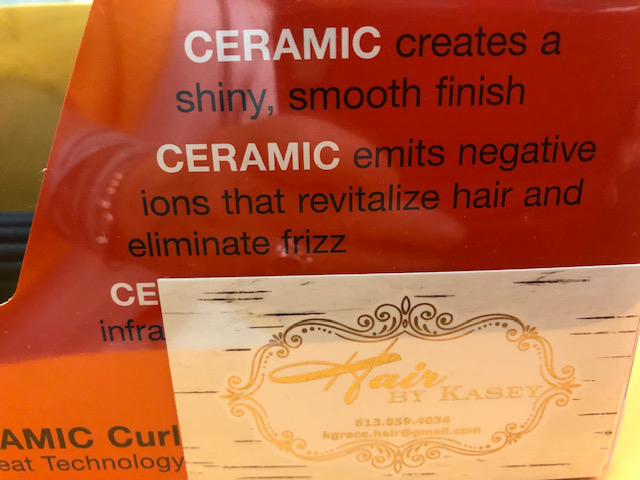 CERAMIC creates a
shiny, smooth finish
CERAMIC emits negative
ions that revitalize hair and
eliminate frizz
CE
infra
AMIC Curl
eat Technology
Hair
BY KASEY
613.859.4034
kgrace.hair@gmail.com